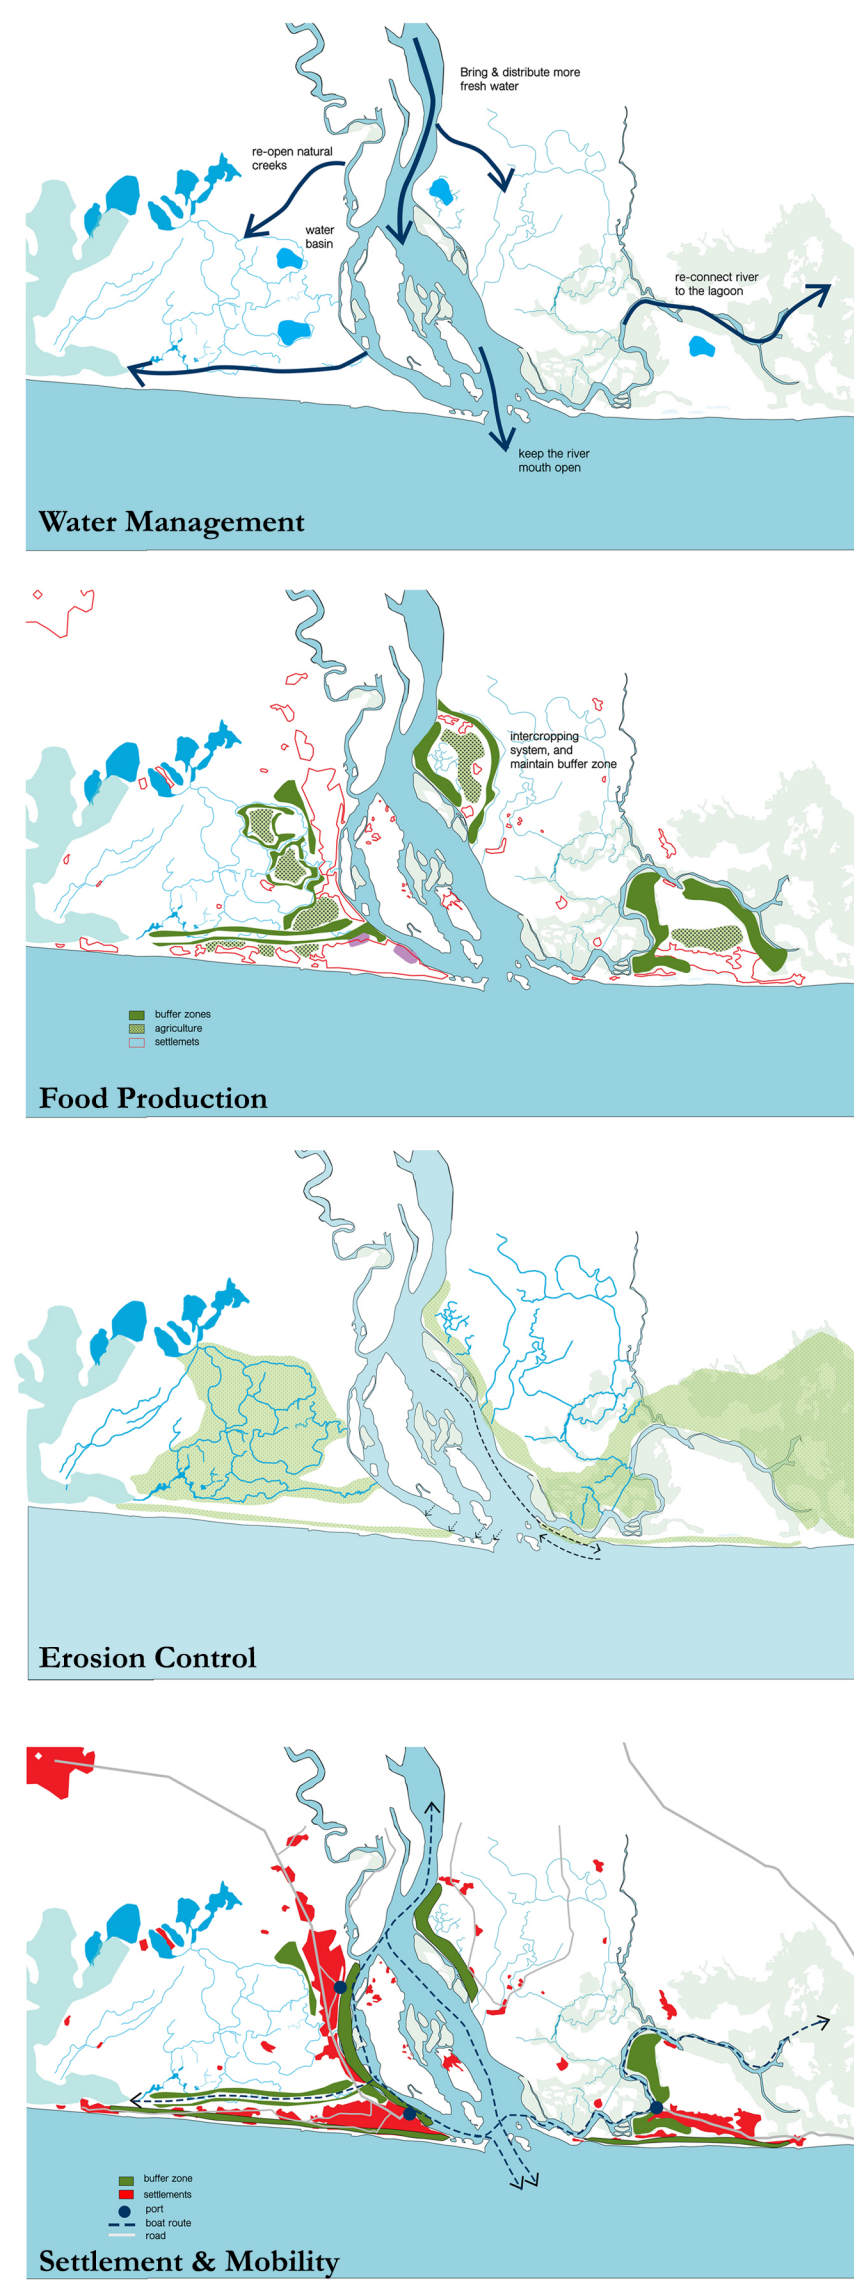 Bring & distribute more
fresh water
re-open natural
creeks
water
basin
re-connect river
to the lagoon
keep the river
mouth open
Water Management
intercropping
system, and
maintain buffer zone
buffer zones
agriculture
settlemets
Food Production
Erosion Control
buffer zone
settlements
port
boat route
road
Settlement & Mobility